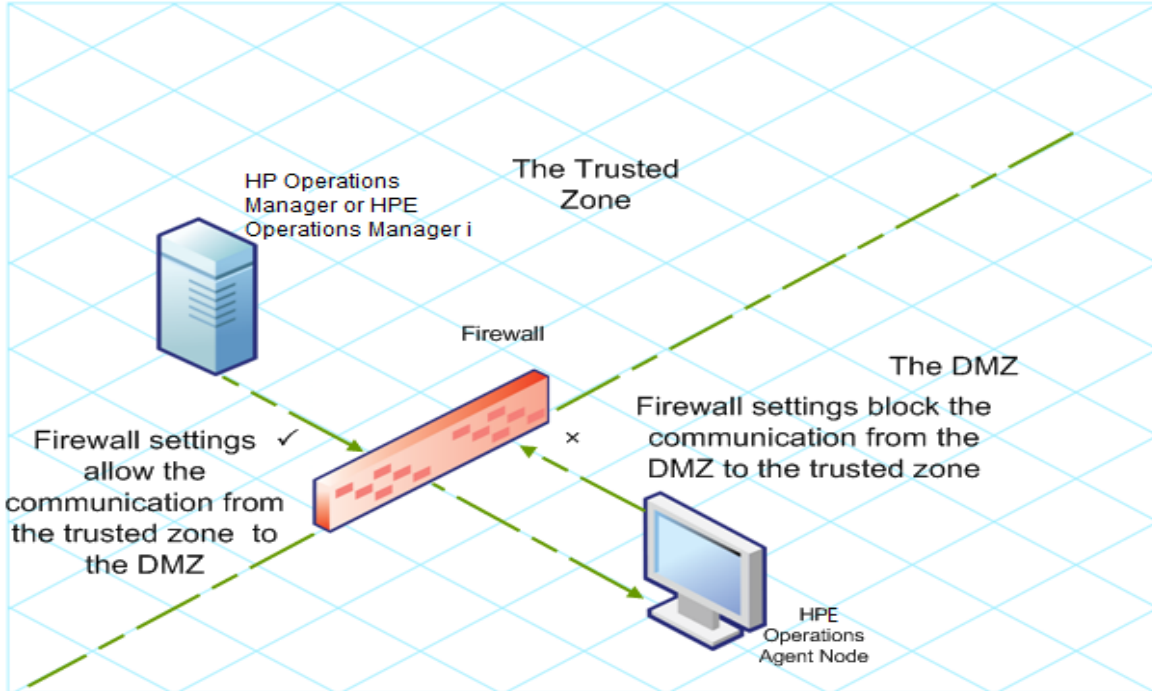 HP Operations
Manager or HPE
Operations Manager i
The Trusted
Zone
Firewall
The DMZ
Firewall settings block the
communication from the
DMZ to the trusted zone
×
Firewall settings ✓
allow the
communication from
the trusted zone to
the DMZ
HPE
Operations
Agent Node